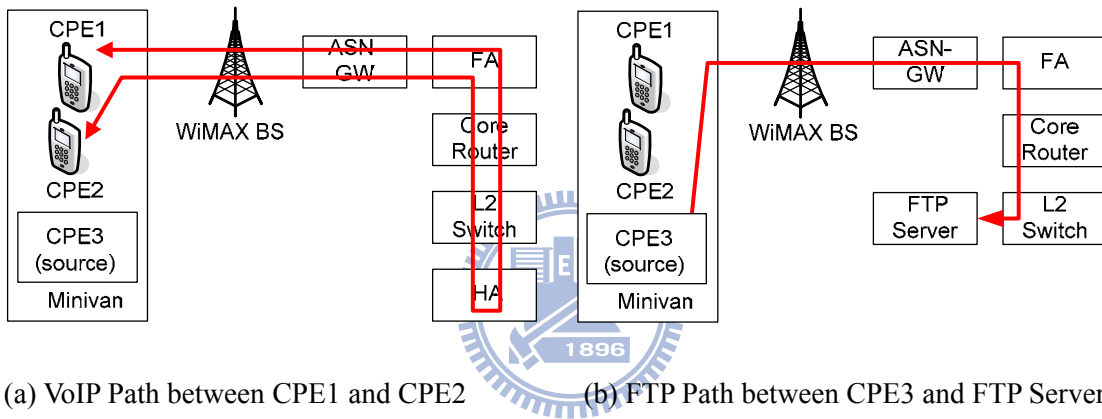 CPE1
ASN
GW
FA
WiMAX BS
Core
Router
CPE2
L2
Switch
CPE3
(source)
HA
Minivan
CPE1
ASN-
GW
FA
WiMAX BS
Core
Router
CPE2
FTP
Server
L2
Switch
CPE3
(source)
Minivan
E
1896
(a) VoIP Path between CPE1 and CPE2
(b) FTP Path between CPE3 and FTP Server